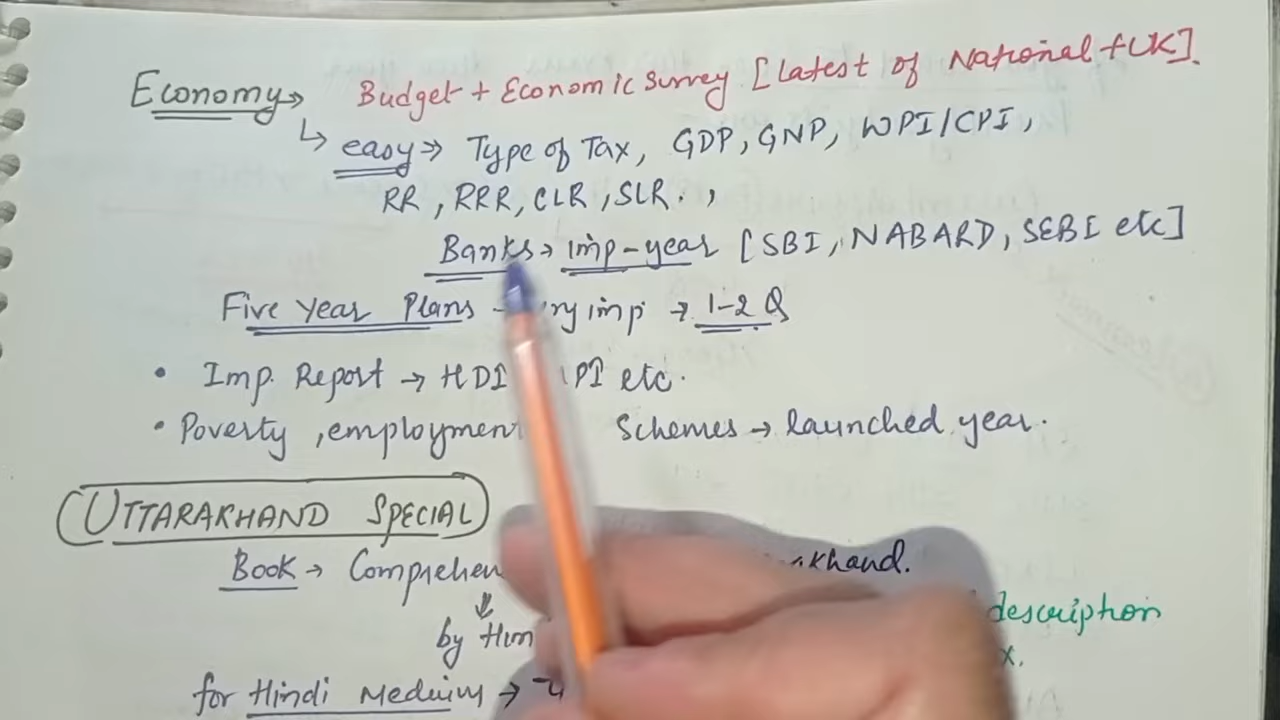 Economy → Budget + Economic Survey [Latest of National + UK].
↳ easy → Type of Tax, GDP, GNP, WPI/CPI,
RR, RRR, CLR, SLR. ,
Banks → imp-year [SBI, NABARD, SEBI etc]
Five Year Plans - imp → 1-2 Q
• Imp. Report → HDI etc.
• Poverty, employment Schemes → launched year.
UTTARAKHAND SPECIAL
Book →
description
by
for Hindi Medium →